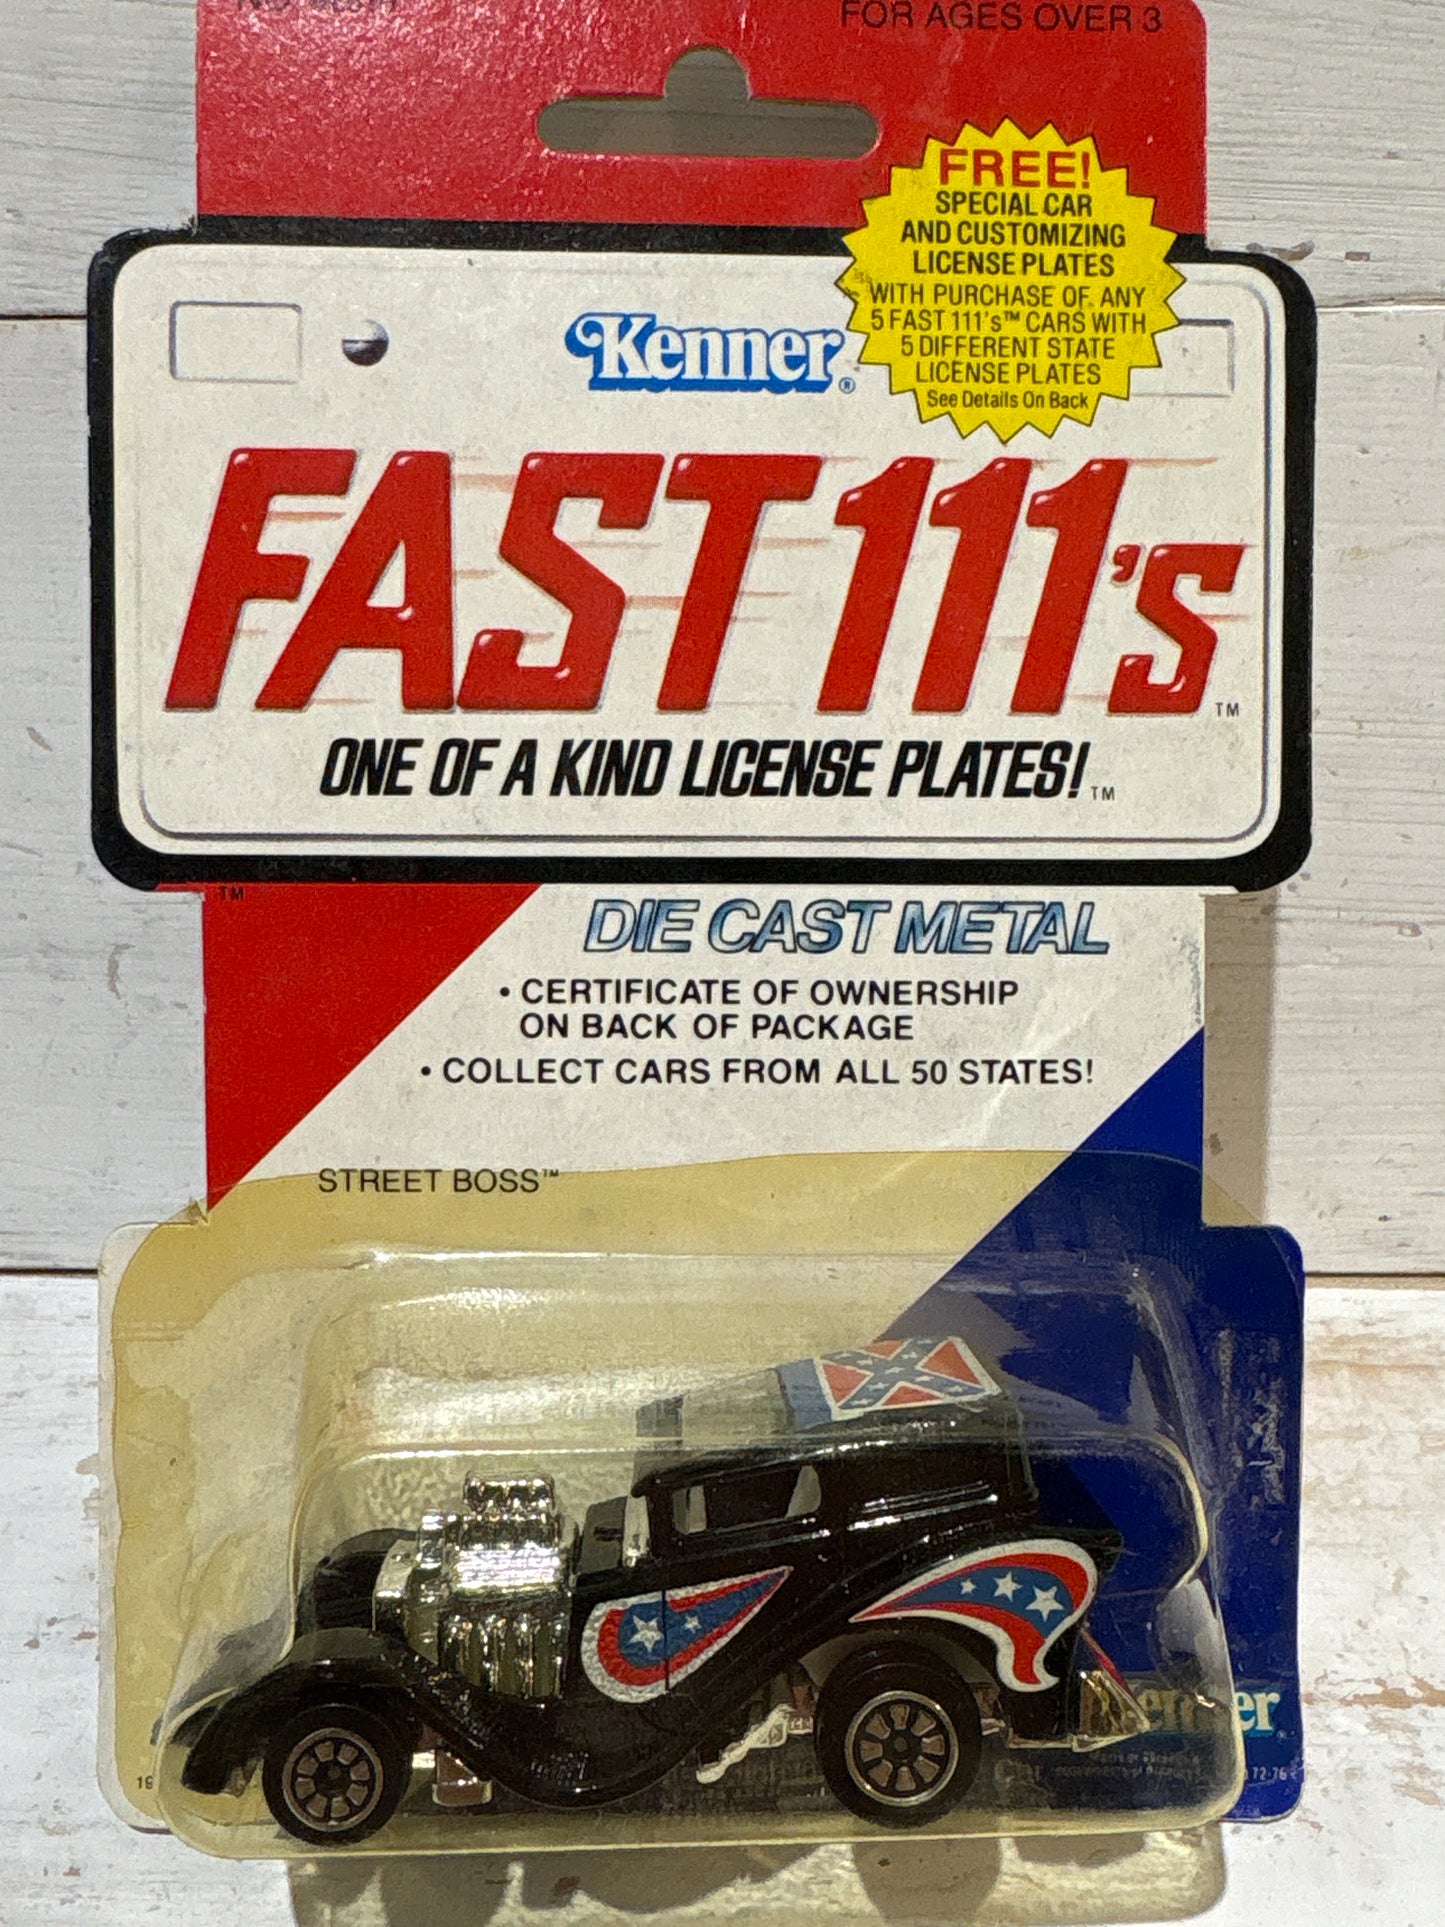 FOR AGES OVER 3
FREE!
SPECIAL CAR
AND CUSTOMIZING
LICENSE PLATES
WITH PURCHASE OF ANY
5 FAST 111's™ CARS WITH
5 DIFFERENT STATE
LICENSE PLATES
See Details On Back
Kenner®
FAST 111's™
ONE OF A KIND LICENSE PLATES!™
TM
DIE CAST METAL
• CERTIFICATE OF OWNERSHIP
ON BACK OF PACKAGE
• COLLECT CARS FROM ALL 50 STATES!
STREET BOSS™
Kenner